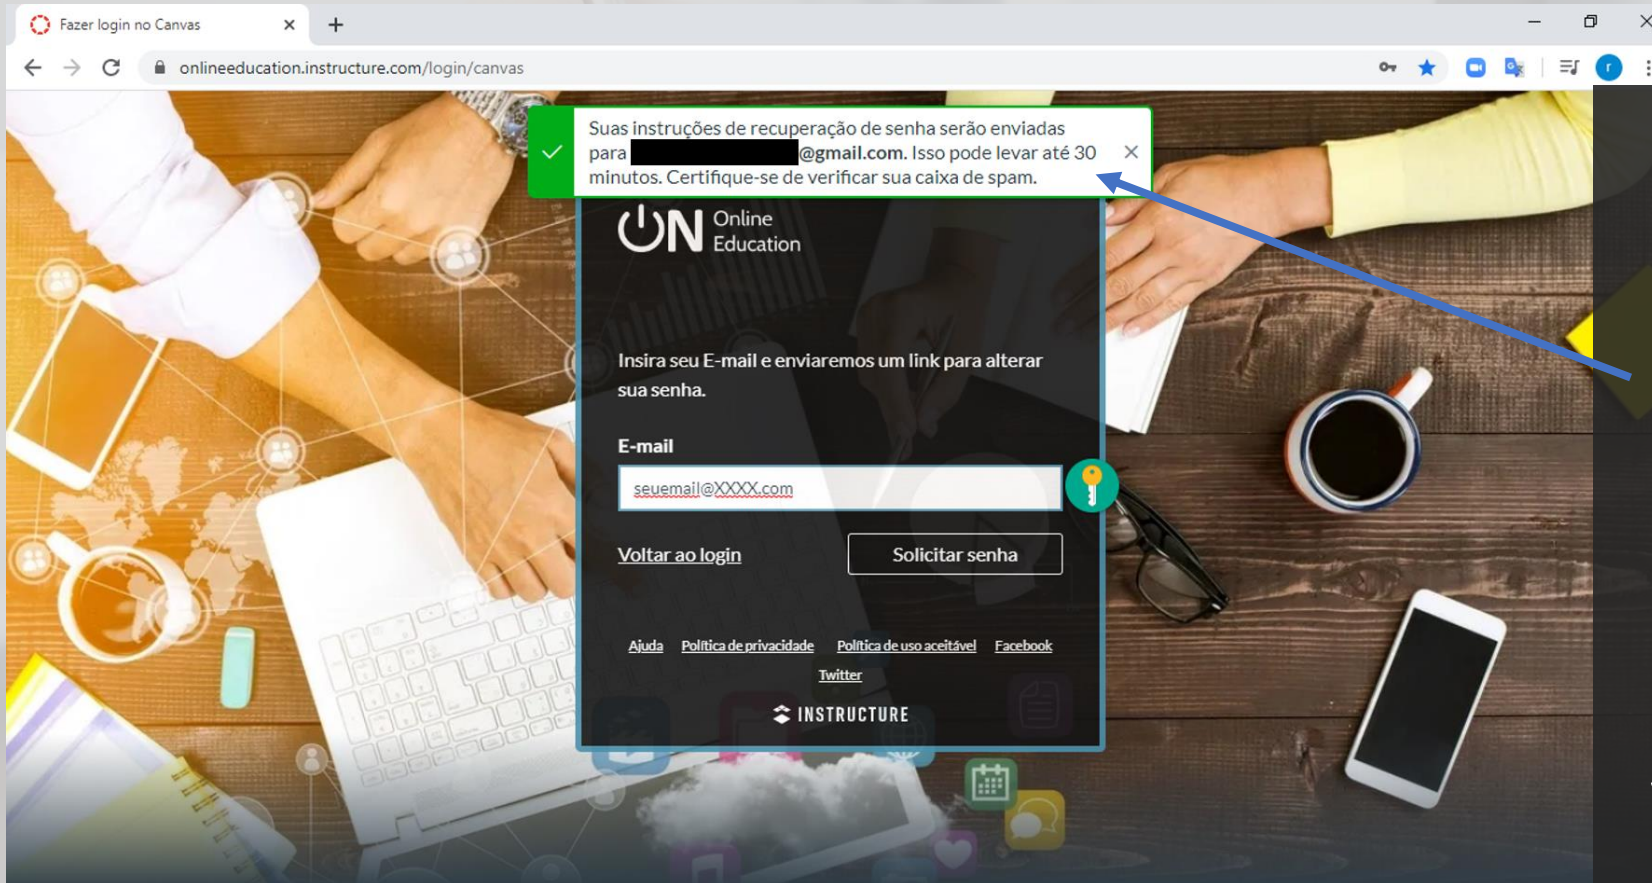 Fazer login no Canvas
onlineeducation.instructure.com/login/canvas
r
Suas instruções de recuperação de senha serão enviadas
para @gmail.com. Isso pode levar até 30
minutos. Certifique-se de verificar sua caixa de spam.
ON Online
Education
Insira seu E-mail e enviaremos um link para alterar
sua senha.
E-mail
seuemail@XXXX.com
Voltar ao login Solicitar senha
Ajuda Política de privacidade Política de uso aceitável Facebook
Twitter
INSTRUCTURE